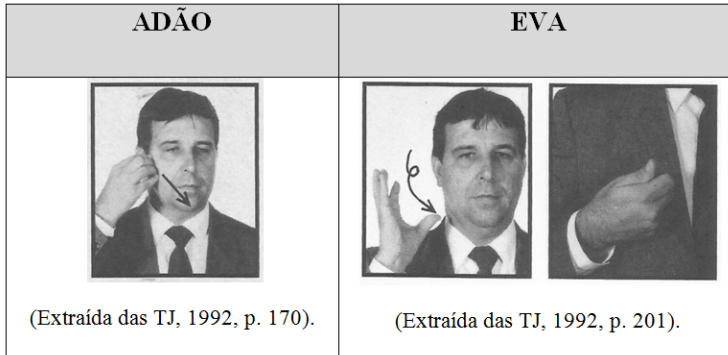 ADÃO
EVA
(Extraída das TJ, 1992, p. 170).
(Extraída das TJ, 1992, p. 201).